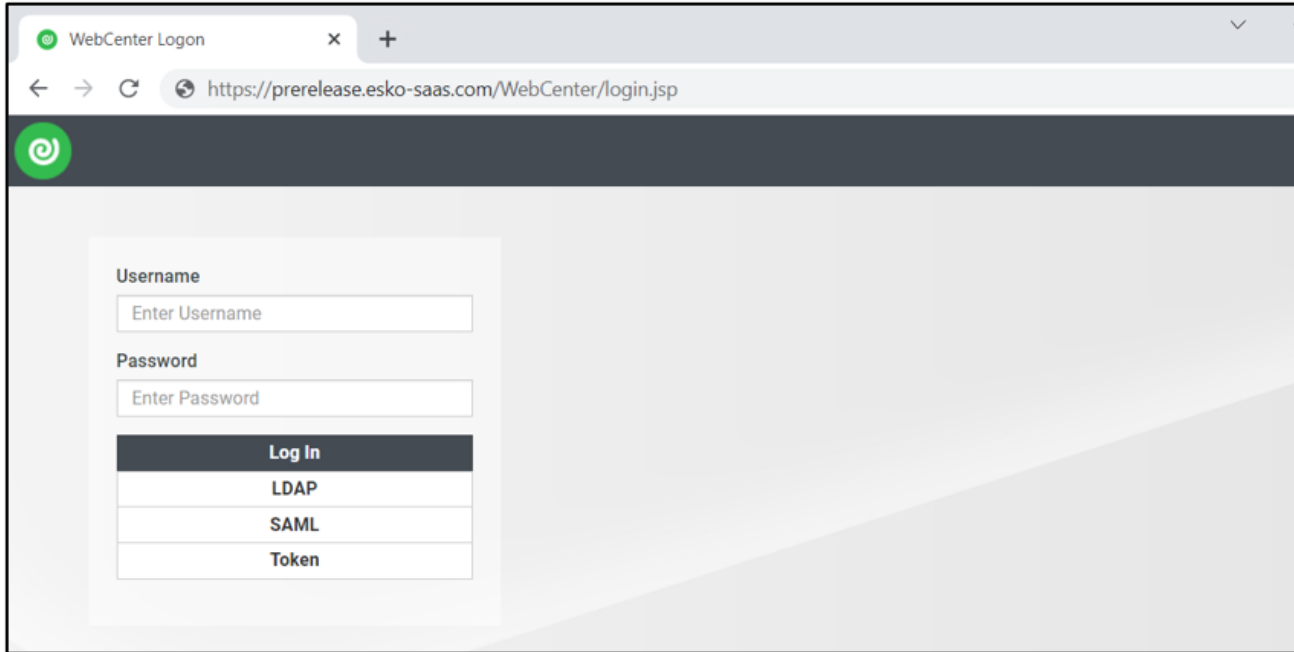 WebCenter Logon
https://prerelease.esko-saas.com/WebCenter/login.jsp
Username
Enter Username
Password
Enter Password
Log In
LDAP
SAML
Token